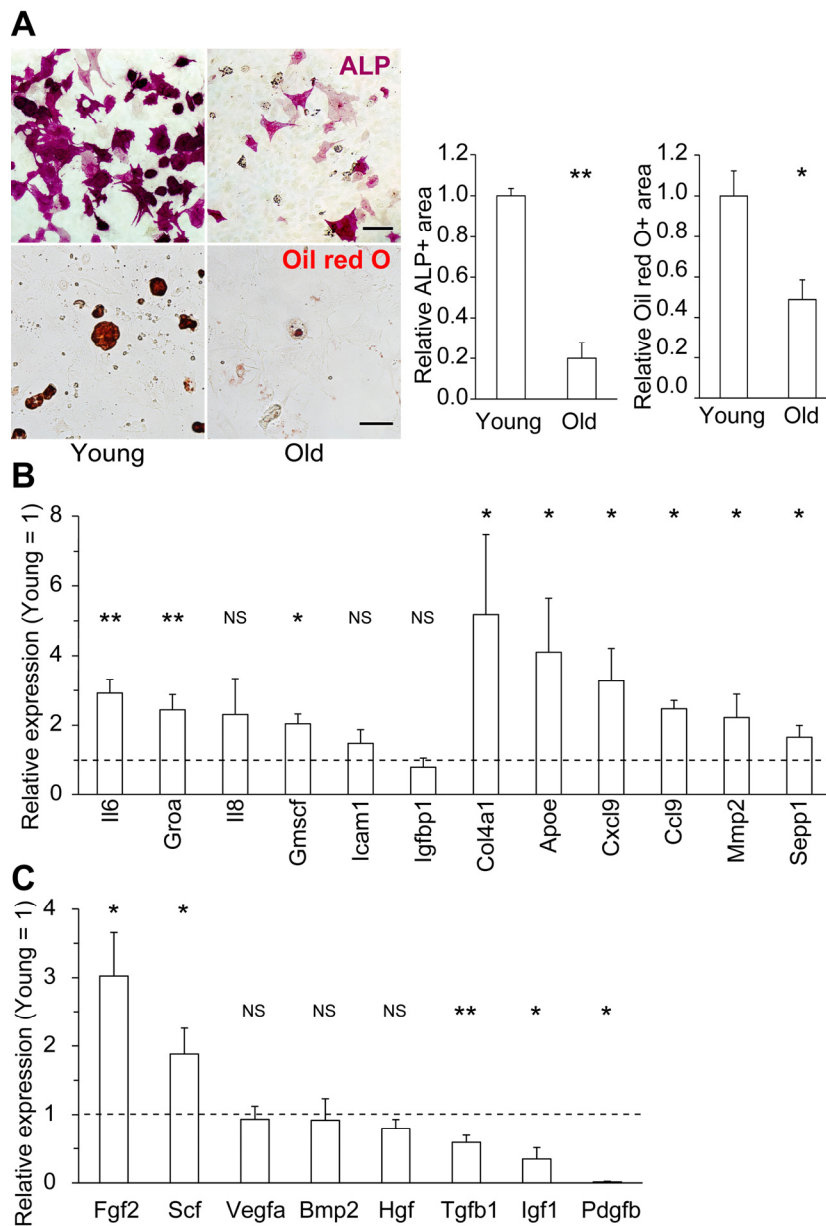 A
ALP
Oil red O
Young Old
Relative ALP+ area
1.2
1.0
0.8
0.6
0.4
0.2
0.0
**
Young Old
Relative Oil red O+ area
1.2
1.0
0.8
0.6
0.4
0.2
0.0
*
Young Old
B
Relative expression (Young = 1)
8
6
4
2
0
** ** NS * NS NS * * * * * *
Il6 Groa Il8 Gmscf Icam1 Igfbp1 Col4a1 Apoe Cxcl9 Ccl9 Mmp2 Sepp1
C
Relative expression (Young = 1)
4
3
2
1
0
* * NS NS NS ** * *
Fgf2 Scf Vegfa Bmp2 Hgf Tgfb1 Igf1 Pdgfb